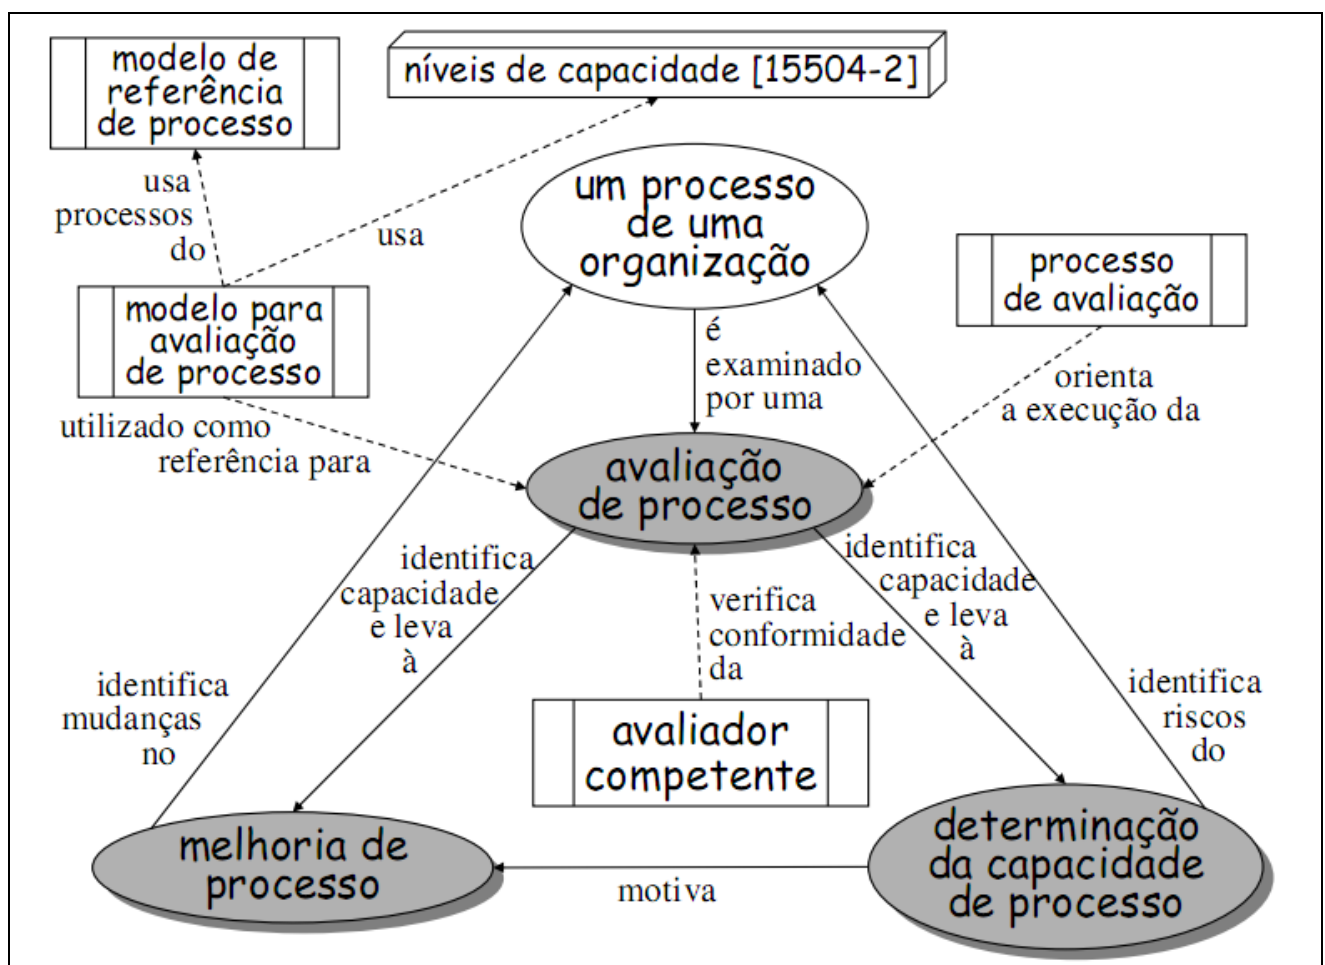 modelo de
referência
de processo
níveis de capacidade [15504-2]
usa
processos
do
usa
um processo
de uma
organização
processo
de avaliação
modelo para
avaliação
de processo
é
examinado
por uma
orienta
a execução da
utilizado como
referência para
avaliação
de processo
identifica
capacidade
e leva
à
verifica
conformidade
da
identifica
capacidade
e leva
à
identifica
mudanças
no
avaliador
competente
identifica
riscos
do
melhoria de
processo
motiva
determinação
da capacidade
de processo